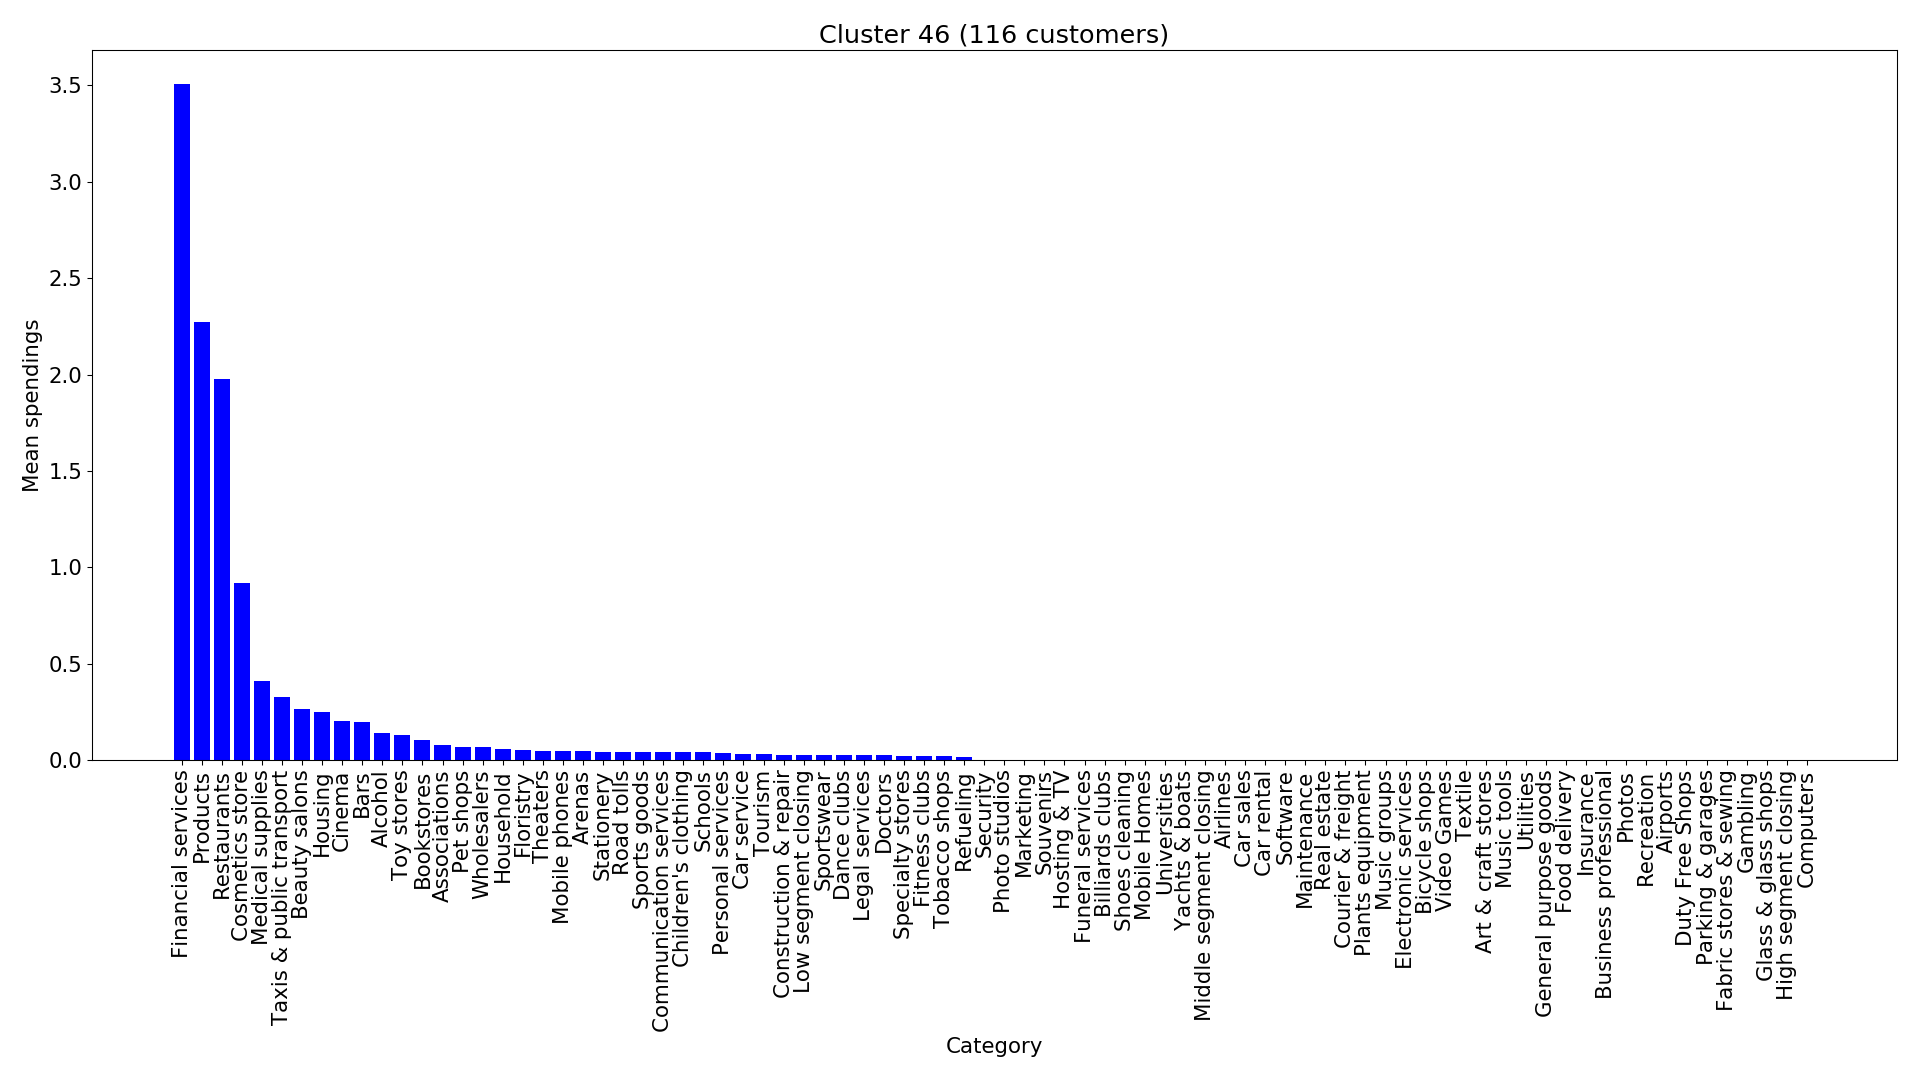 Cluster 46 (116 customers)
3.5
3.0
2.5
2.0
1.5
1.0
0.5
0.0
Mean spendings
Financial services
Products
Restaurants
Cosmetics store
Medical supplies
Taxis & public transport
Beauty salons
Housing
Cinema
Bars
Alcohol
Toy stores
Bookstores
Associations
Pet shops
Wholesalers
Household
Floristry
Theaters
Mobile phones
Arenas
Stationery
Road tolls
Sports goods
Communication services
Children's clothing
Schools
Personal services
Car service
Tourism
Construction & repair
Low segment closing
Sportswear
Dance clubs
Legal services
Doctors
Specialty stores
Fitness clubs
Tobacco shops
Refueling
Security
Photo studios
Marketing
Souvenirs
Hosting & TV
Funeral services
Billiards clubs
Shoes cleaning
Mobile Homes
Universities
Yachts & boats
Middle segment closing
Airlines
Car sales
Car rental
Software
Maintenance
Real estate
Courier & freight
Plants equipment
Music groups
Electronic services
Bicycle shops
Video Games
Textile
Art & craft stores
Music tools
Utilities
General purpose goods
Food delivery
Insurance
Business professional
Photos
Recreation
Airports
Duty Free Shops
Parking & garages
Fabric stores & sewing
Gambling
Glass & glass shops
High segment closing
Computers
Category